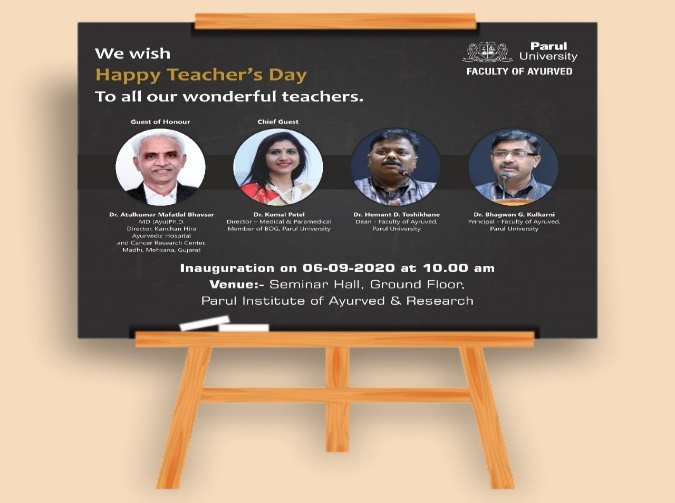 We wish
Happy Teacher's Day
To all our wonderful teachers.
Parul
University
FACULTY OF AYURVED
Guest of Honour
Chief Guest
Dr. Atulkumar Mafatlal Bhavsar
MD (Ayu)Ph.D.
Director, Kanchan Hira
Ayurvedic Hospital
and Cancer Research Center,
Madhi, Mehsana, Gujarat
Dr. Komal Patel
Director – Medical & Paramedical
Member of BOG, Parul University
Dr. Hemant D. Toshikhane
Dean - Faculty of Ayurved,
Parul University
Dr. Bhagwan G. Kulkarni
Principal - Faculty of Ayurved,
Parul University
Inauguration on 06-09-2020 at 10.00 am
Venue:- Seminar Hall, Ground Floor,
Parul Institute of Ayurved & Research